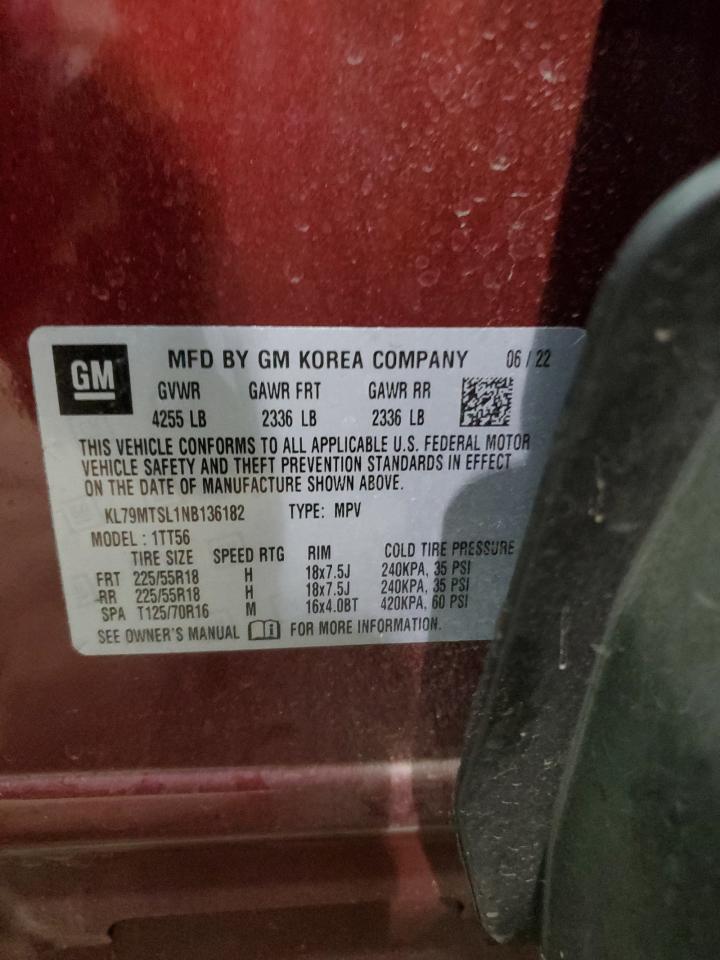 GM MFD BY GM KOREA COMPANY 06 / 22
GVWR GAWR FRT GAWR RR
4255 LB 2336 LB 2336 LB
THIS VEHICLE CONFORMS TO ALL APPLICABLE U.S. FEDERAL MOTOR
VEHICLE SAFETY AND THEFT PREVENTION STANDARDS IN EFFECT
ON THE DATE OF MANUFACTURE SHOWN ABOVE.
KL79MTSL1NB136182 TYPE: MPV
MODEL : 1TT56
TIRE SIZE SPEED RTG RIM COLD TIRE PRESSURE
FRT 225/55R18 H 18x7.5J 240KPA, 35 PSI
RR 225/55R18 H 18x7.5J 240KPA, 35 PSI
SPA T125/70R16 M 16x4.0BT 420KPA, 60 PSI
SEE OWNER'S MANUAL FOR MORE INFORMATION.